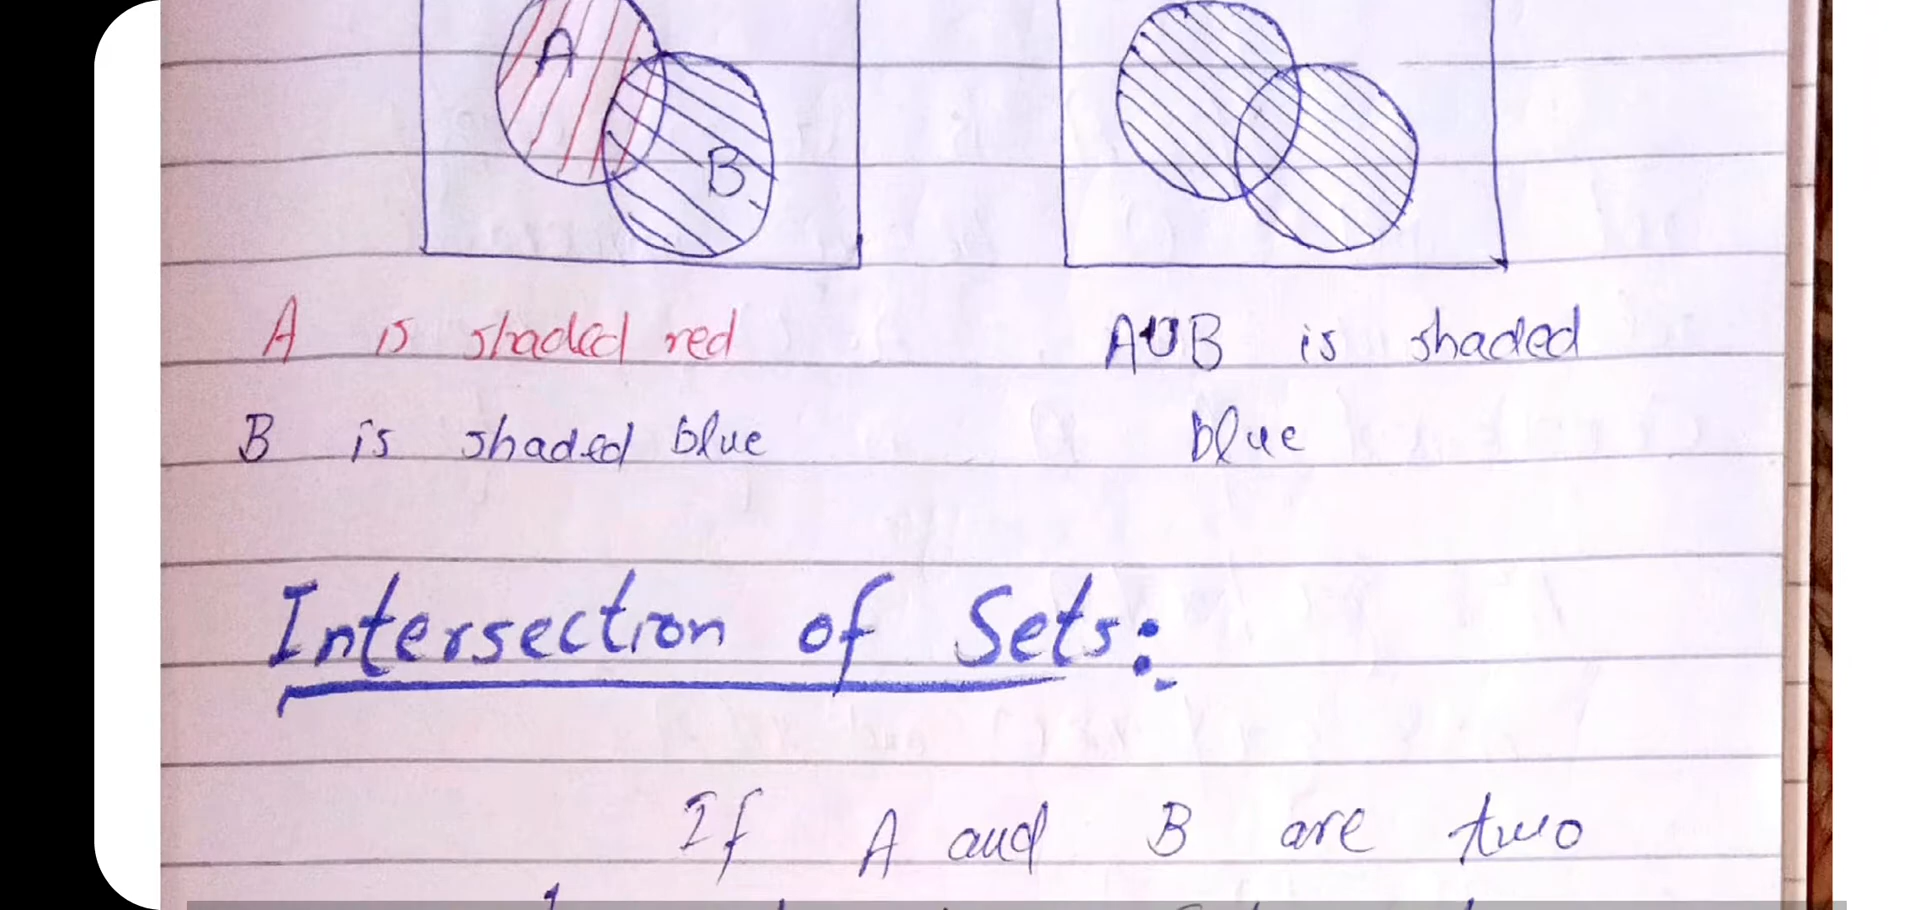 A
B
A is shaded red
B is shaded blue
A∪B is shaded
blue
Intersection of Sets:
If A and B are two